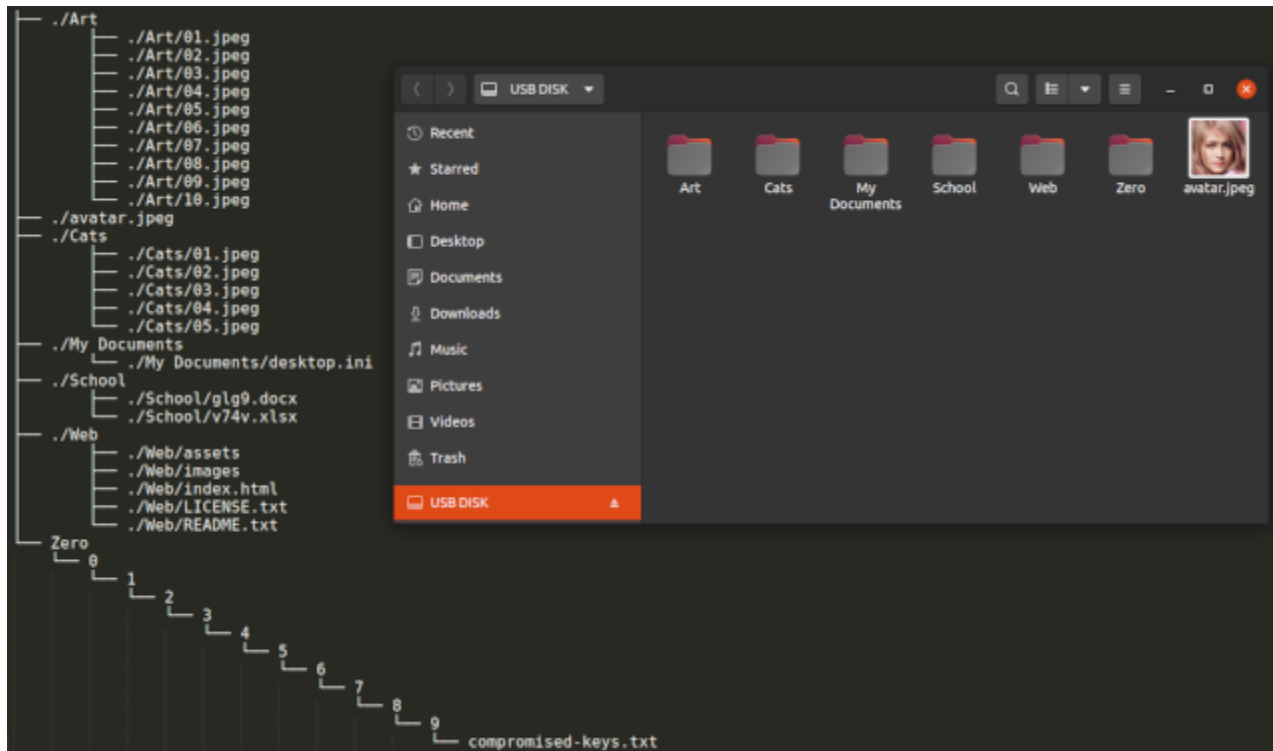 ./Art
./Art/01.jpeg
./Art/02.jpeg
./Art/03.jpeg
./Art/04.jpeg
./Art/05.jpeg
./Art/06.jpeg
./Art/07.jpeg
./Art/08.jpeg
./Art/09.jpeg
./Art/10.jpeg
./avatar.jpeg
./Cats
./Cats/01.jpeg
./Cats/02.jpeg
./Cats/03.jpeg
./Cats/04.jpeg
./Cats/05.jpeg
./My Documents
./My Documents/desktop.ini
./School
./School/glg9.docx
./School/v74v.xlsx
./Web
./Web/assets
./Web/images
./Web/index.html
./Web/LICENSE.txt
./Web/README.txt
Zero
0
1
2
3
4
5
6
7
8
9
compromised-keys.txt
USB DISK
Recent
Starred
Home
Desktop
Documents
Downloads
Music
Pictures
Videos
Trash
USB DISK
Art
Cats
My
Documents
School
Web
Zero
avatar.jpeg